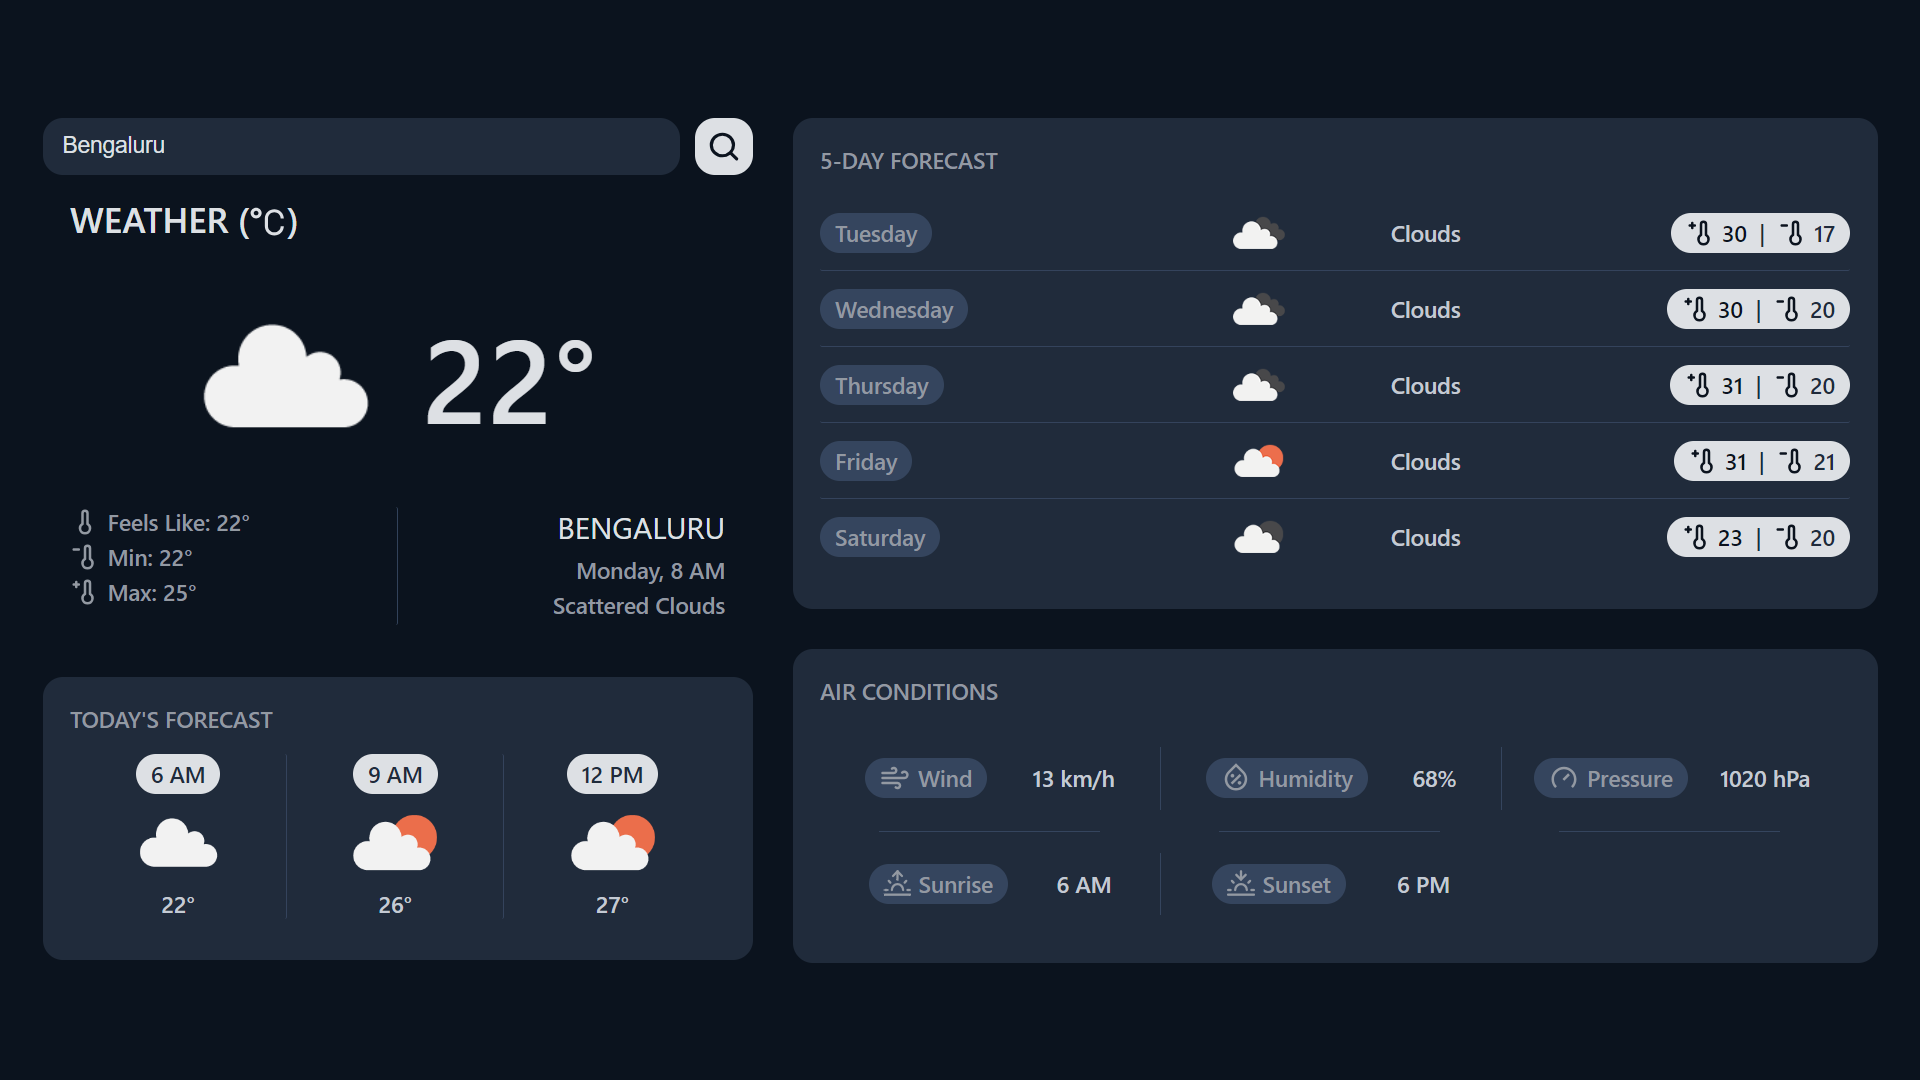 Bengaluru
WEATHER (°C)
22°
Feels Like: 22°
Min: 22°
Max: 25°
BENGALURU
Monday, 8 AM
Scattered Clouds
TODAY'S FORECAST
6 AM 9 AM 12 PM
22° 26° 27°
5-DAY FORECAST
Tuesday Clouds 30 | 17
Wednesday Clouds 30 | 20
Thursday Clouds 31 | 20
Friday Clouds 31 | 21
Saturday Clouds 23 | 20
AIR CONDITIONS
Wind 13 km/h Humidity 68% Pressure 1020 hPa
Sunrise 6 AM Sunset 6 PM